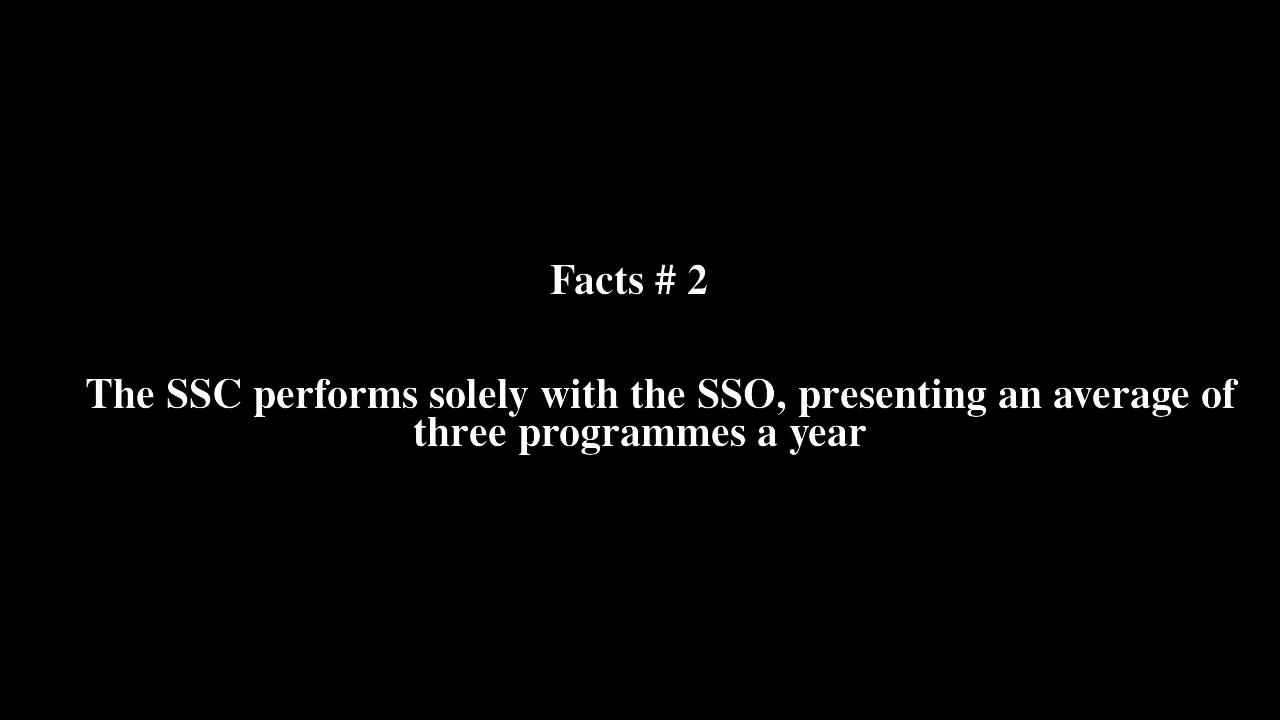 Facts # 2
The SSC performs solely with the SSO, presenting an average of
three programmes a year